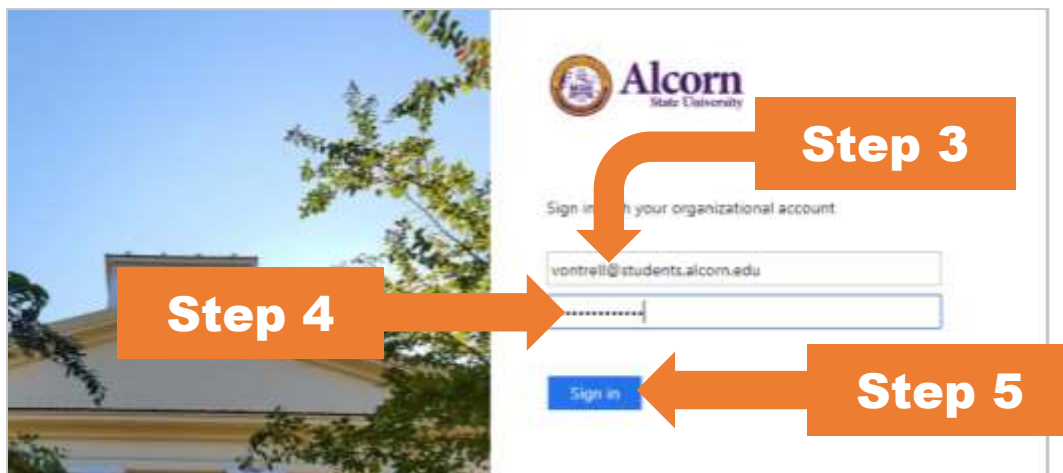 Alcorn
State University
Step 3
Sign in your organizational account
vontrell@students.alcorn.edu
Step 4
Sign in
Step 5